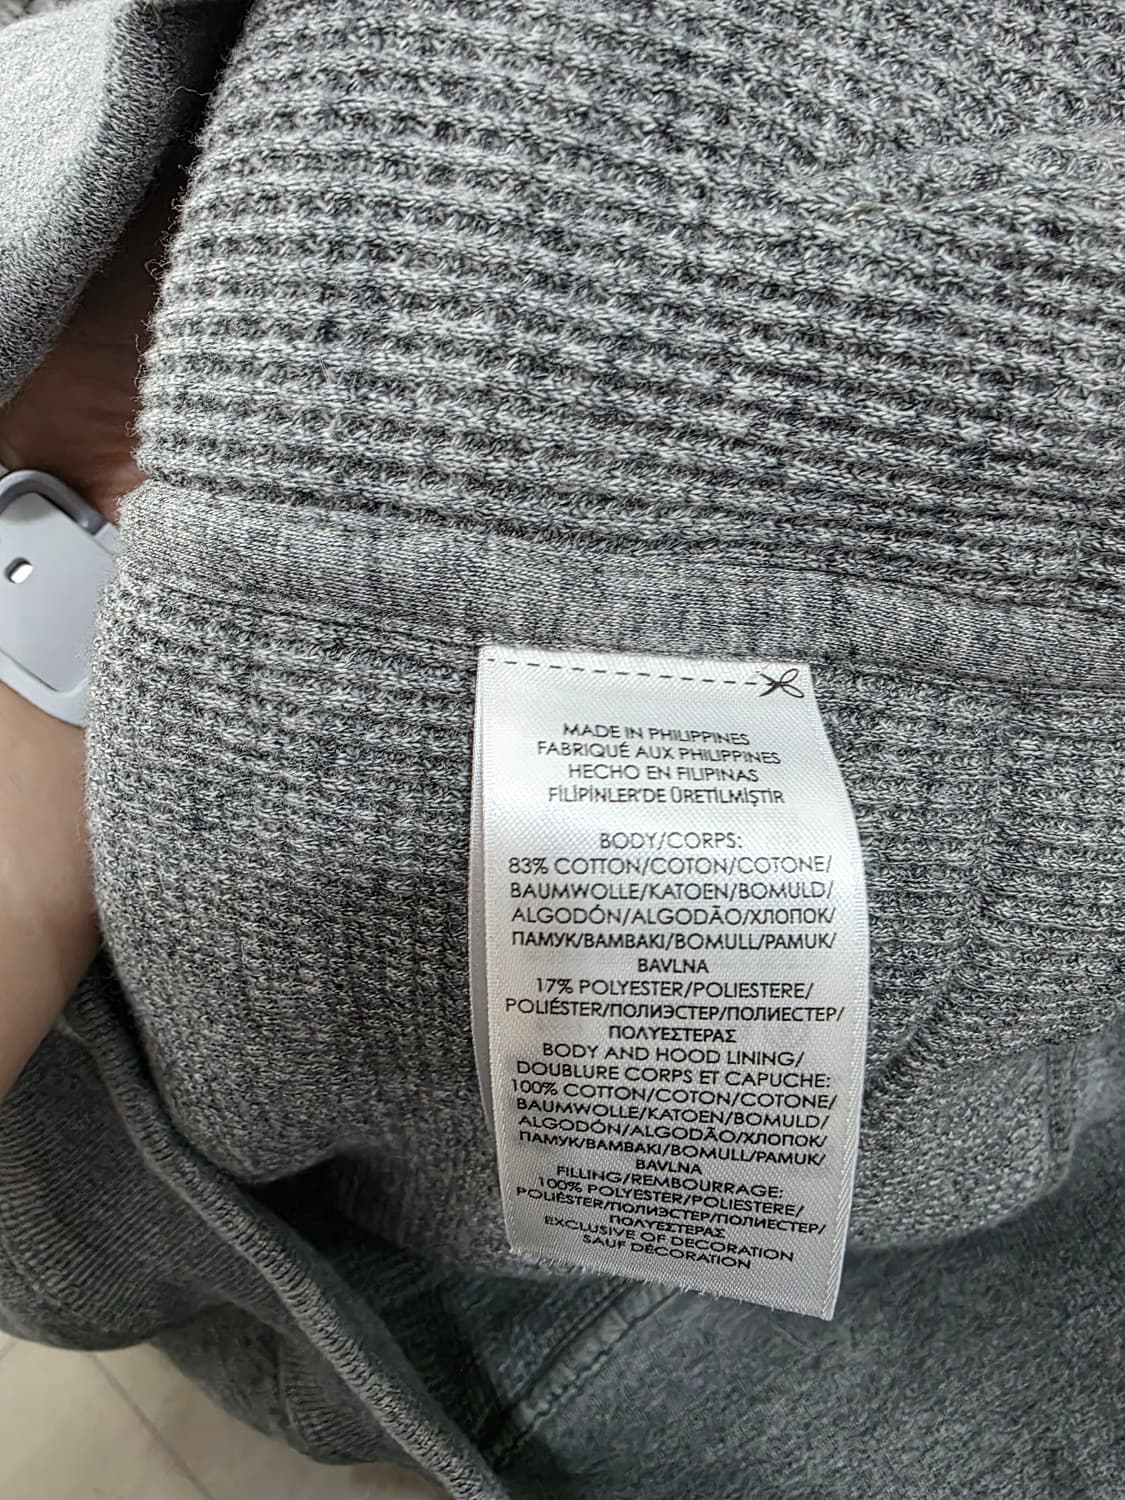 MADE IN PHILIPPINES
FABRIQUÉ AUX PHILIPPINES
HECHO EN FILIPINAS
FİLİPİNLER'DE ÜRETİLMİŞTİR
BODY/CORPS:
83% COTTON/COTON/COTONE/
BAUMWOLLE/KATOEN/BOMULD/
ALGODÓN/ALGODÃO/ХЛОПОК/
ПАМУК/ΒΑΜΒΑΚΙ/BOMULL/PAMUK/
BAVLNA
17% POLYESTER/POLIESTERE/
POLIÉSTER/ПОЛИЭСТЕР/ПОЛИЕСТЕР/
ΠΟΛΥΕΣΤΕΡΑΣ
BODY AND HOOD LINING/
DOUBLURE CORPS ET CAPUCHE:
100% COTTON/COTON/COTONE/
BAUMWOLLE/KATOEN/BOMULD/
ALGODÓN/ALGODÃO/ХЛОПОК/
ПАМУК/ΒΑΜΒΑΚΙ/BOMULL/PAMUK/
BAVLNA
FILLING/REMBOURRAGE:
100% POLYESTER/POLIESTERE/
POLIÉSTER/ПОЛИЭСТЕР/ПОЛИЕСТЕР/
ΠΟΛΥΕΣΤΕΡΑΣ
EXCLUSIVE OF DECORATION
SAUF DÉCORATION